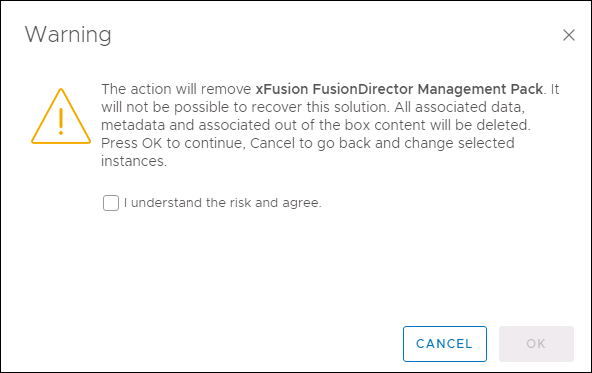 Warning
The action will remove xFusion FusionDirector Management Pack. It
will not be possible to recover this solution. All associated data,
metadata and associated out of the box content will be deleted.
Press OK to continue, Cancel to go back and change selected
instances.
I understand the risk and agree.
CANCEL
OK